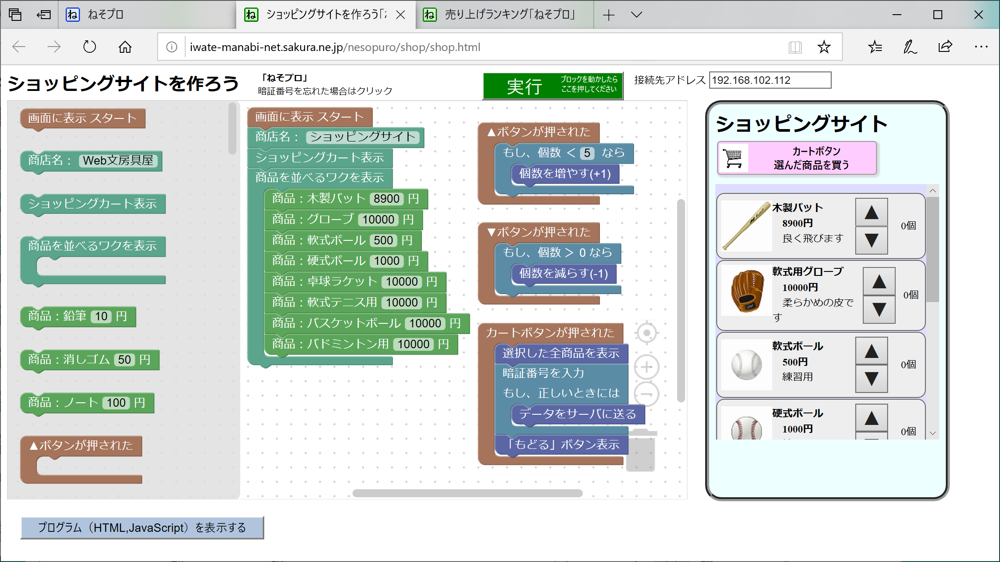 ねそプロ
ショッピングサイトを作ろう「
売り上げランキング「ねそプロ」
iwate-manabi-net.sakura.ne.jp/nesopuro/shop/shop.html
ショッピングサイトを作ろう
「ねそプロ」
暗証番号を忘れた場合はクリック
実行
ブロックを動かしたら
ここを押してください
接続先アドレス 192.168.102.112
画面に表示 スタート
商店名： Web文房具屋
ショッピングカート表示
商品を並べるワクを表示
商品：鉛筆 10 円
商品：消しゴム 50 円
商品：ノート 100 円
▲ボタンが押された
画面に表示 スタート
商店名： ショッピングサイト
ショッピングカート表示
商品を並べるワクを表示
商品：木製バット 8900 円
商品：グローブ 10000 円
商品：軟式ボール 500 円
商品：硬式ボール 1000 円
商品：卓球ラケット 10000 円
商品：軟式テニス用 10000 円
商品：バスケットボール 10000 円
商品：バドミントン用 10000 円
▲ボタンが押された
もし、個数 ＜ 5 なら
個数を増やす(+1)
▼ボタンが押された
もし、個数 ＞ 0 なら
個数を減らす(-1)
カートボタンが押された
選択した全商品を表示
暗証番号を入力
もし、正しいときには
データをサーバに送る
「もどる」ボタン表示
ショッピングサイト
カートボタン
選んだ商品を買う
木製バット
8900円
良く飛びます
▲
▼
0個
軟式用グローブ
10000円
柔らかめの皮で
す
▲
▼
0個
軟式ボール
500円
練習用
▲
▼
0個
硬式ボール
1000円
▲
0個
プログラム（HTML,JavaScript）を表示する